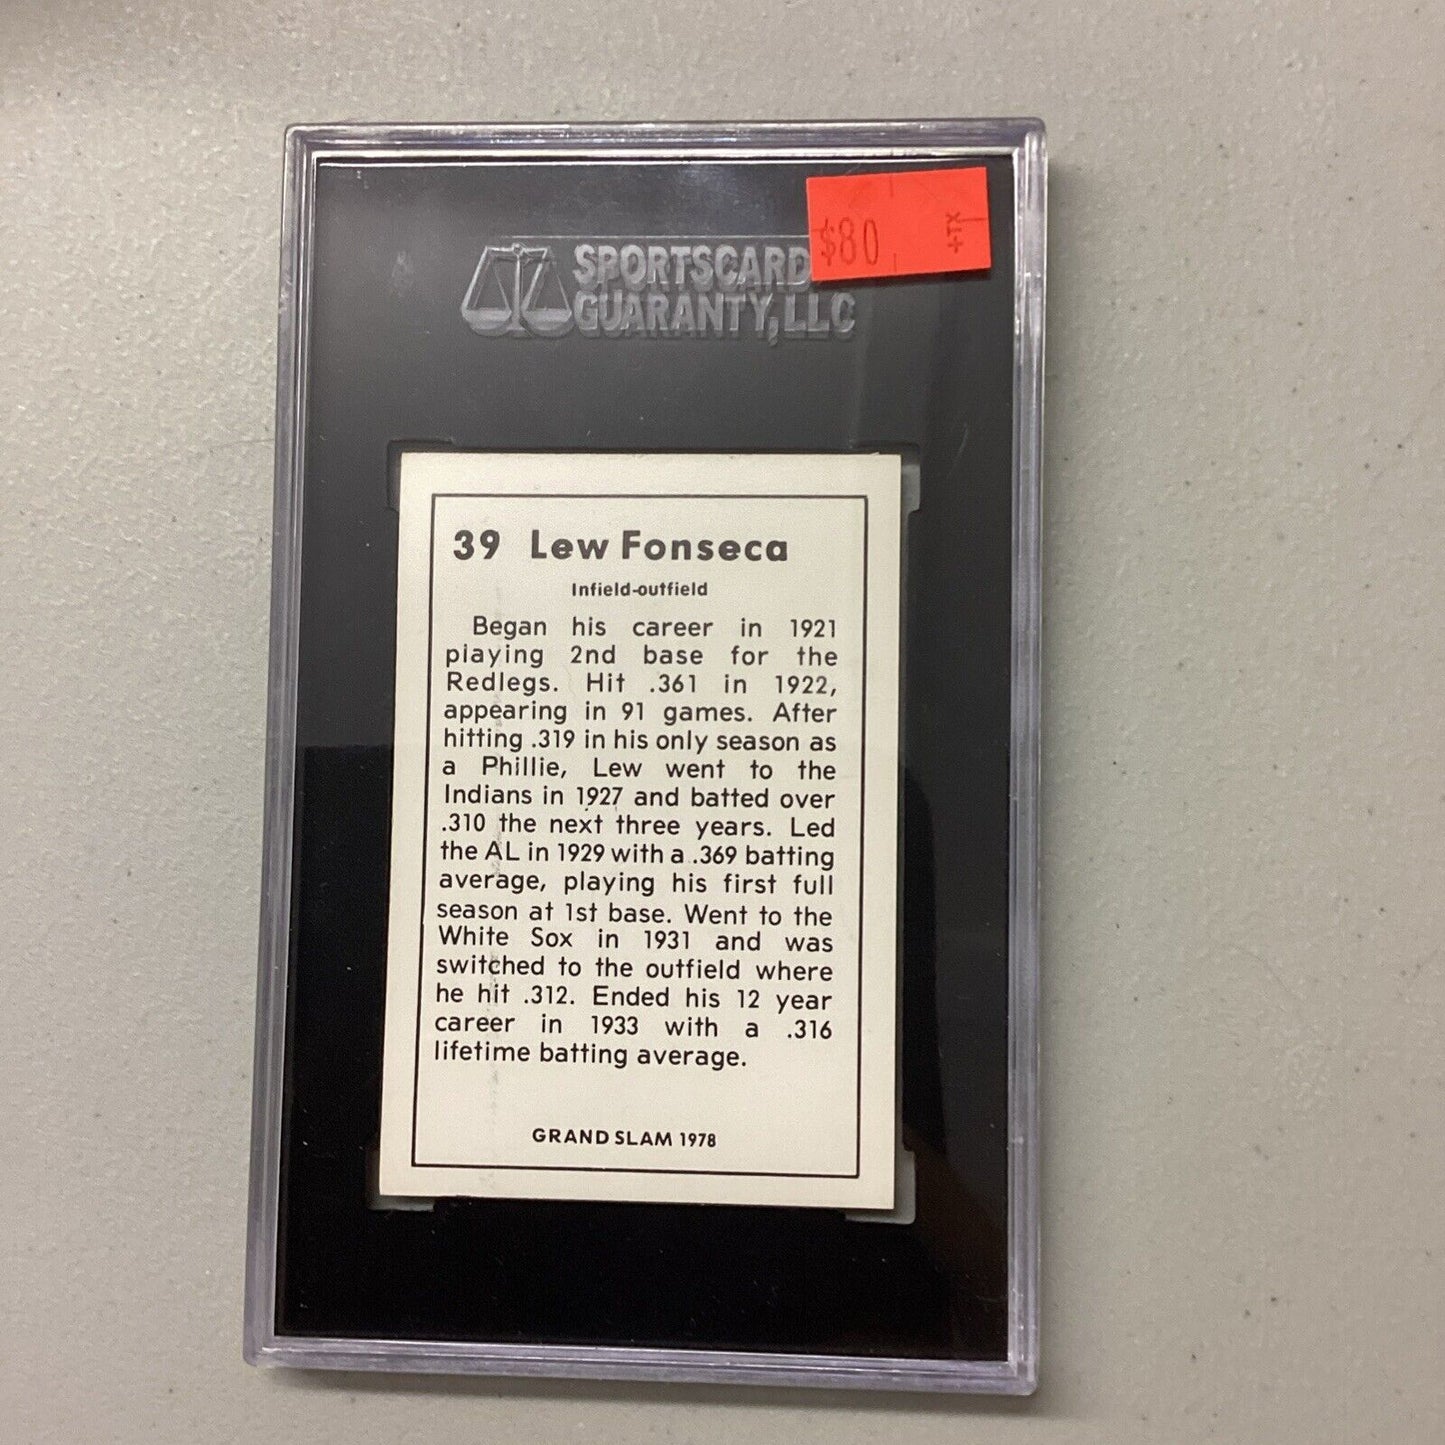 $80 +TX
SPORTSCARD
GUARANTY, LLC
39 Lew Fonseca
Infield-outfield
Began his career in 1921
playing 2nd base for the
Redlegs. Hit .361 in 1922,
appearing in 91 games. After
hitting .319 in his only season as
a Phillie, Lew went to the
Indians in 1927 and batted over
.310 the next three years. Led
the AL in 1929 with a .369 batting
average, playing his first full
season at 1st base. Went to the
White Sox in 1931 and was
switched to the outfield where
he hit .312. Ended his 12 year
career in 1933 with a .316
lifetime batting average.
GRAND SLAM 1978